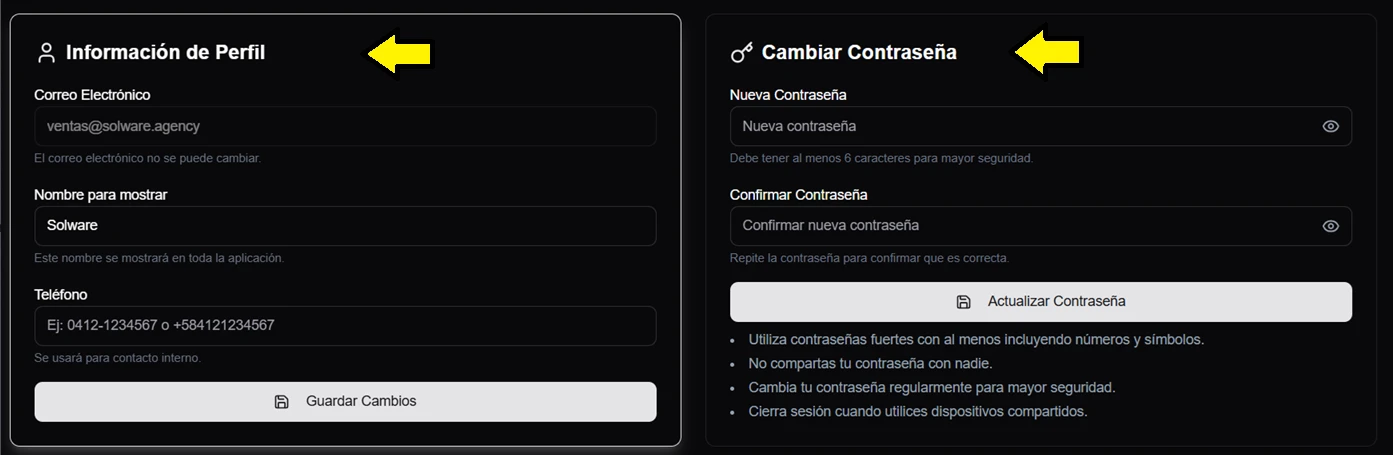 Información de Perfil
Correo Electrónico
ventas@solware.agency
El correo electrónico no se puede cambiar.
Nombre para mostrar
Solware
Este nombre se mostrará en toda la aplicación.
Teléfono
Ej: 0412-1234567 o +584121234567
Se usará para contacto interno.
Guardar Cambios
Cambiar Contraseña
Nueva Contraseña
Nueva contraseña
Debe tener al menos 6 caracteres para mayor seguridad.
Confirmar Contraseña
Confirmar nueva contraseña
Repite la contraseña para confirmar que es correcta.
Actualizar Contraseña
• Utiliza contraseñas fuertes con al menos incluyendo números y símbolos.
• No compartas tu contraseña con nadie.
• Cambia tu contraseña regularmente para mayor seguridad.
• Cierra sesión cuando utilices dispositivos compartidos.